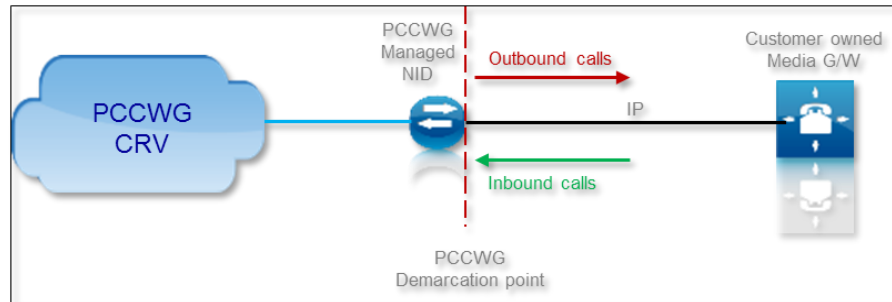 PCCWG
CRV
PCCWG
Managed
NID
Outbound calls
IP
Inbound calls
Customer owned
Media G/W
PCCWG
Demarcation point